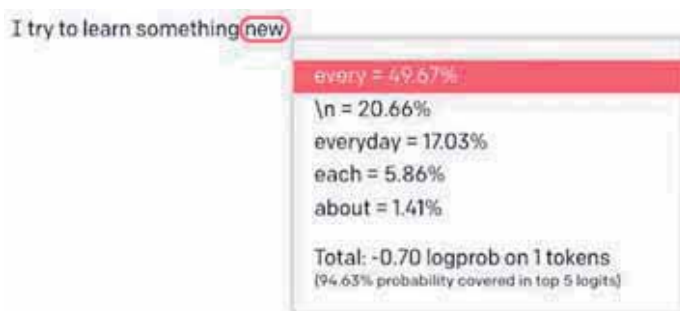 I try to learn something new
every = 49.67%
\n = 20.66%
everyday = 17.03%
each = 5.86%
about = 1.41%
Total: -0.70 logprob on 1 tokens
(94.63% probability covered in top 5 logits)